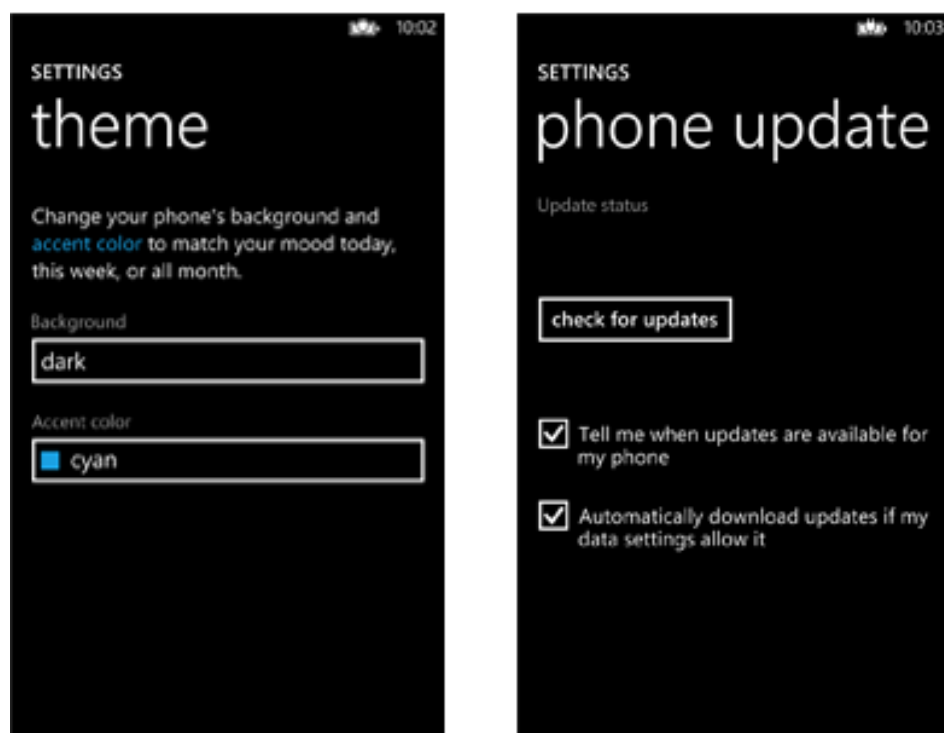 10:02
SETTINGS
theme
Change your phone's background and
accent color to match your mood today,
this week, or all month.
Background
dark
Accent color
cyan
10:03
SETTINGS
phone update
Update status
check for updates
Tell me when updates are available for
my phone
Automatically download updates if my
data settings allow it